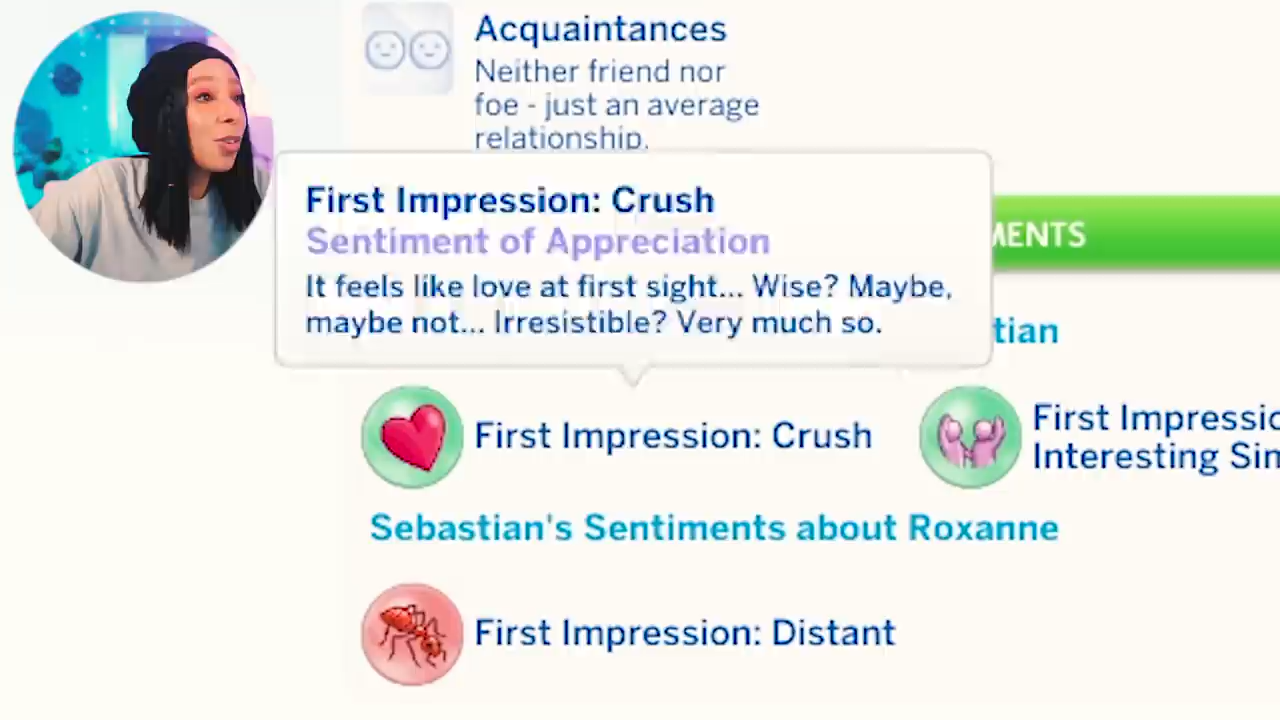 Acquaintances
Neither friend nor
foe - just an average
relationship.
First Impression: Crush
Sentiment of Appreciation
It feels like love at first sight... Wise? Maybe,
maybe not... Irresistible? Very much so.
First Impression: Crush
First
Interesting
Sebastian's Sentiments about Roxanne
First Impression: Distant